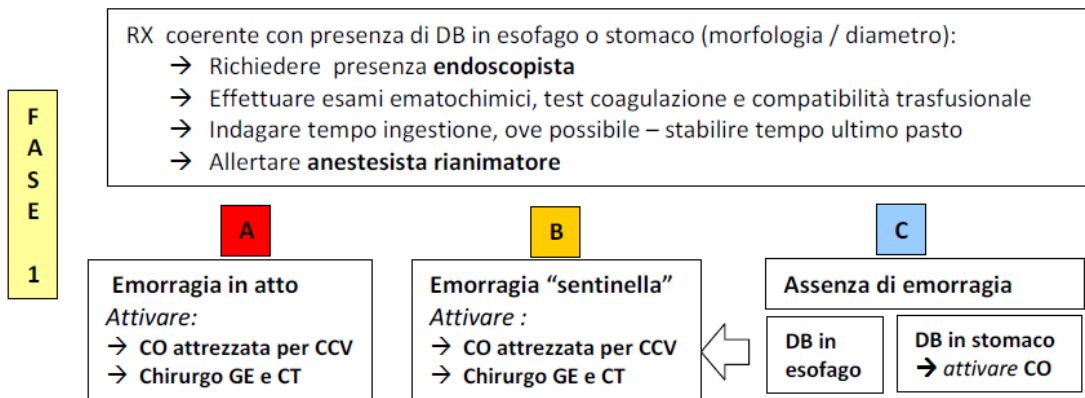 RX coerente con presenza di DB in esofago o stomaco (morfologia / diametro):
→ Richiedere presenza endoscopista
→ Effettuare esami ematochimici, test coagulazione e compatibilità trasfusionale
→ Indagare tempo ingestione, ove possibile – stabilire tempo ultimo pasto
→ Allertare anestesista rianimatore
F
A
S
E
1
A
Emorragia in atto
Attivare:
→ CO attrezzata per CCV
→ Chirurgo GE e CT
B
Emorragia “sentinella”
Attivare :
→ CO attrezzata per CCV
→ Chirurgo GE e CT
C
Assenza di emorragia
DB in
esofago
DB in stomaco
→ attivare CO